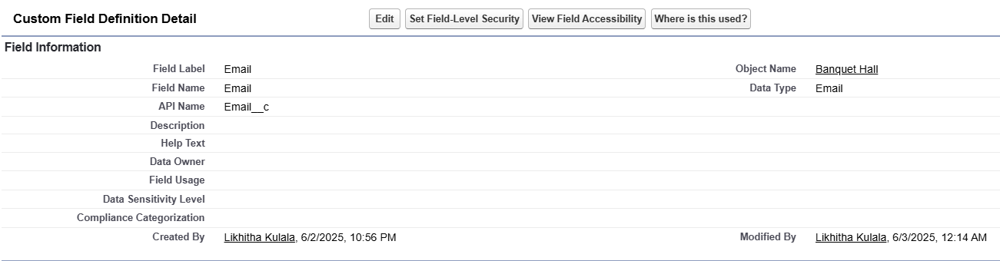 Custom Field Definition Detail Edit Set Field-Level Security View Field Accessibility Where is this used?
Field Information
Field Label Email Object Name Banquet Hall
Field Name Email Data Type Email
API Name Email__c
Description
Help Text
Data Owner
Field Usage
Data Sensitivity Level
Compliance Categorization
Created By Likhitha Kulala, 6/2/2025, 10:56 PM Modified By Likhitha Kulala, 6/3/2025, 12:14 AM